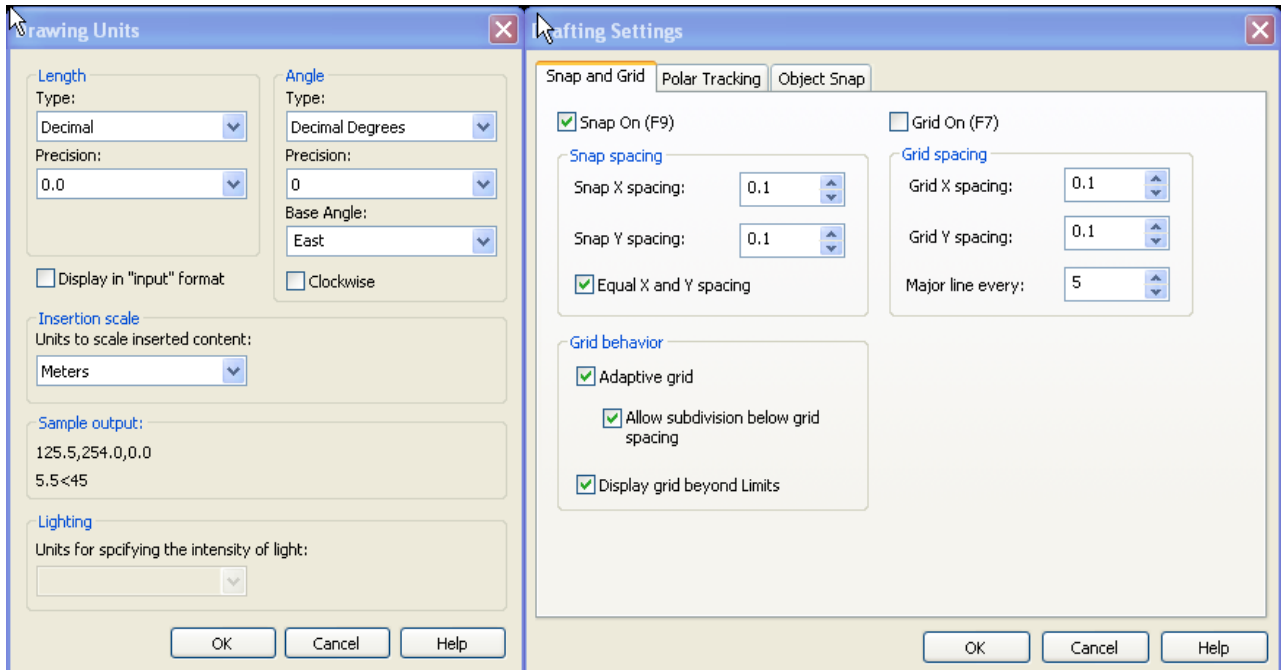 Drawing Units
Length
Type:
Decimal
Precision:
0.0
Angle
Type:
Decimal Degrees
Precision:
0
Base Angle:
East
Display in "input" format
Clockwise
Insertion scale
Units to scale inserted content:
Meters
Sample output:
125.5,254.0,0.0
5.5<45
Lighting
Units for spcifying the intensity of light:
OK Cancel Help
Drafting Settings
Snap and Grid Polar Tracking Object Snap
Snap On (F9)
Grid On (F7)
Snap spacing
Snap X spacing: 0.1
Snap Y spacing: 0.1
Equal X and Y spacing
Grid spacing
Grid X spacing: 0.1
Grid Y spacing: 0.1
Major line every: 5
Grid behavior
Adaptive grid
Allow subdivision below grid
spacing
Display grid beyond Limits
OK Cancel Help